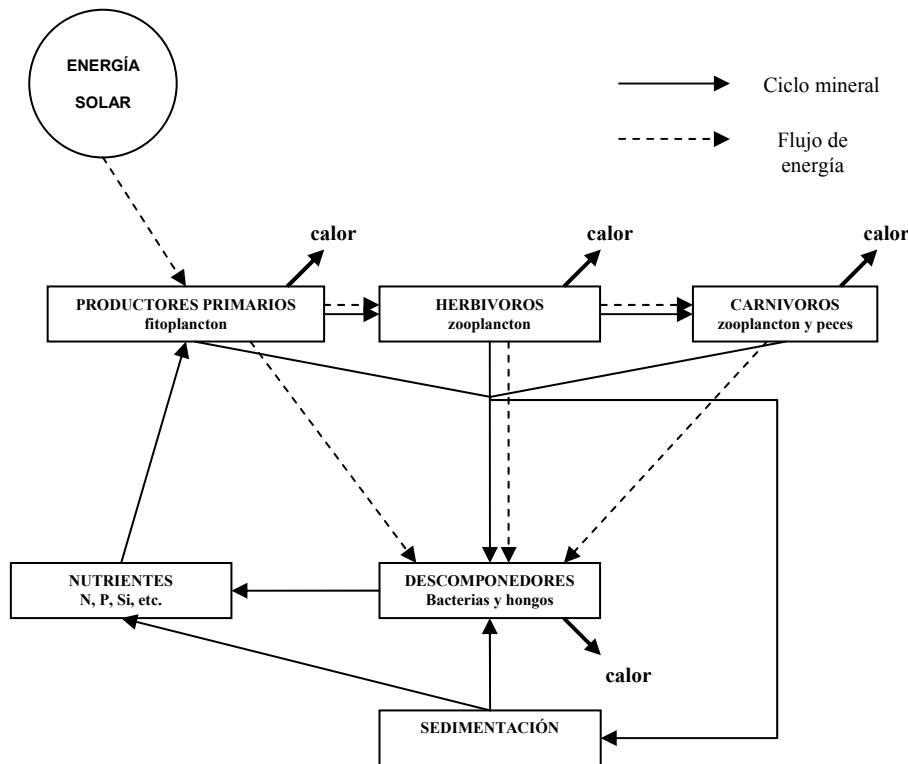 ENERGÍA
SOLAR
Ciclo mineral
Flujo de
energía
calor
calor
calor
PRODUCTORES PRIMARIOS
fitoplancton
HERBIVOROS
zooplancton
CARNIVOROS
zooplancton y peces
NUTRIENTES
N, P, Si, etc.
DESCOMPONEDORES
Bacterias y hongos
calor
SEDIMENTACIÓN